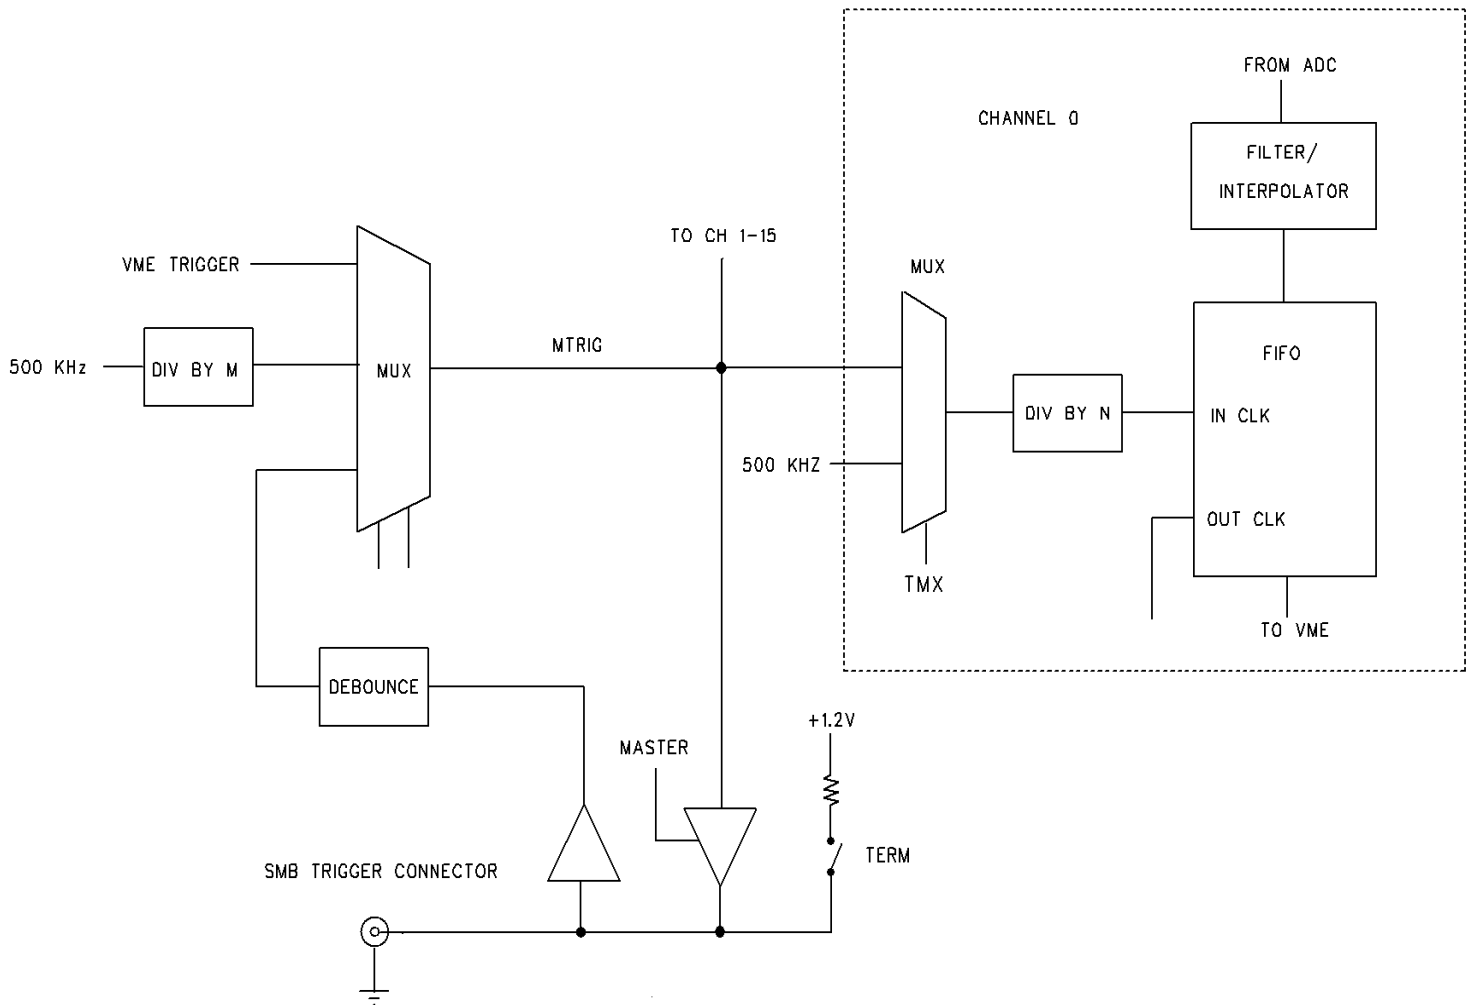 FROM ADC
CHANNEL 0
FILTER/
INTERPOLATOR
TO CH 1-15
VME TRIGGER
MUX
MTRIG
FIFO
500 KHz
DIV BY M
MUX
DIV BY N
IN CLK
500 KHZ
OUT CLK
TMX
TO VME
DEBOUNCE
+1.2V
MASTER
TERM
SMB TRIGGER CONNECTOR